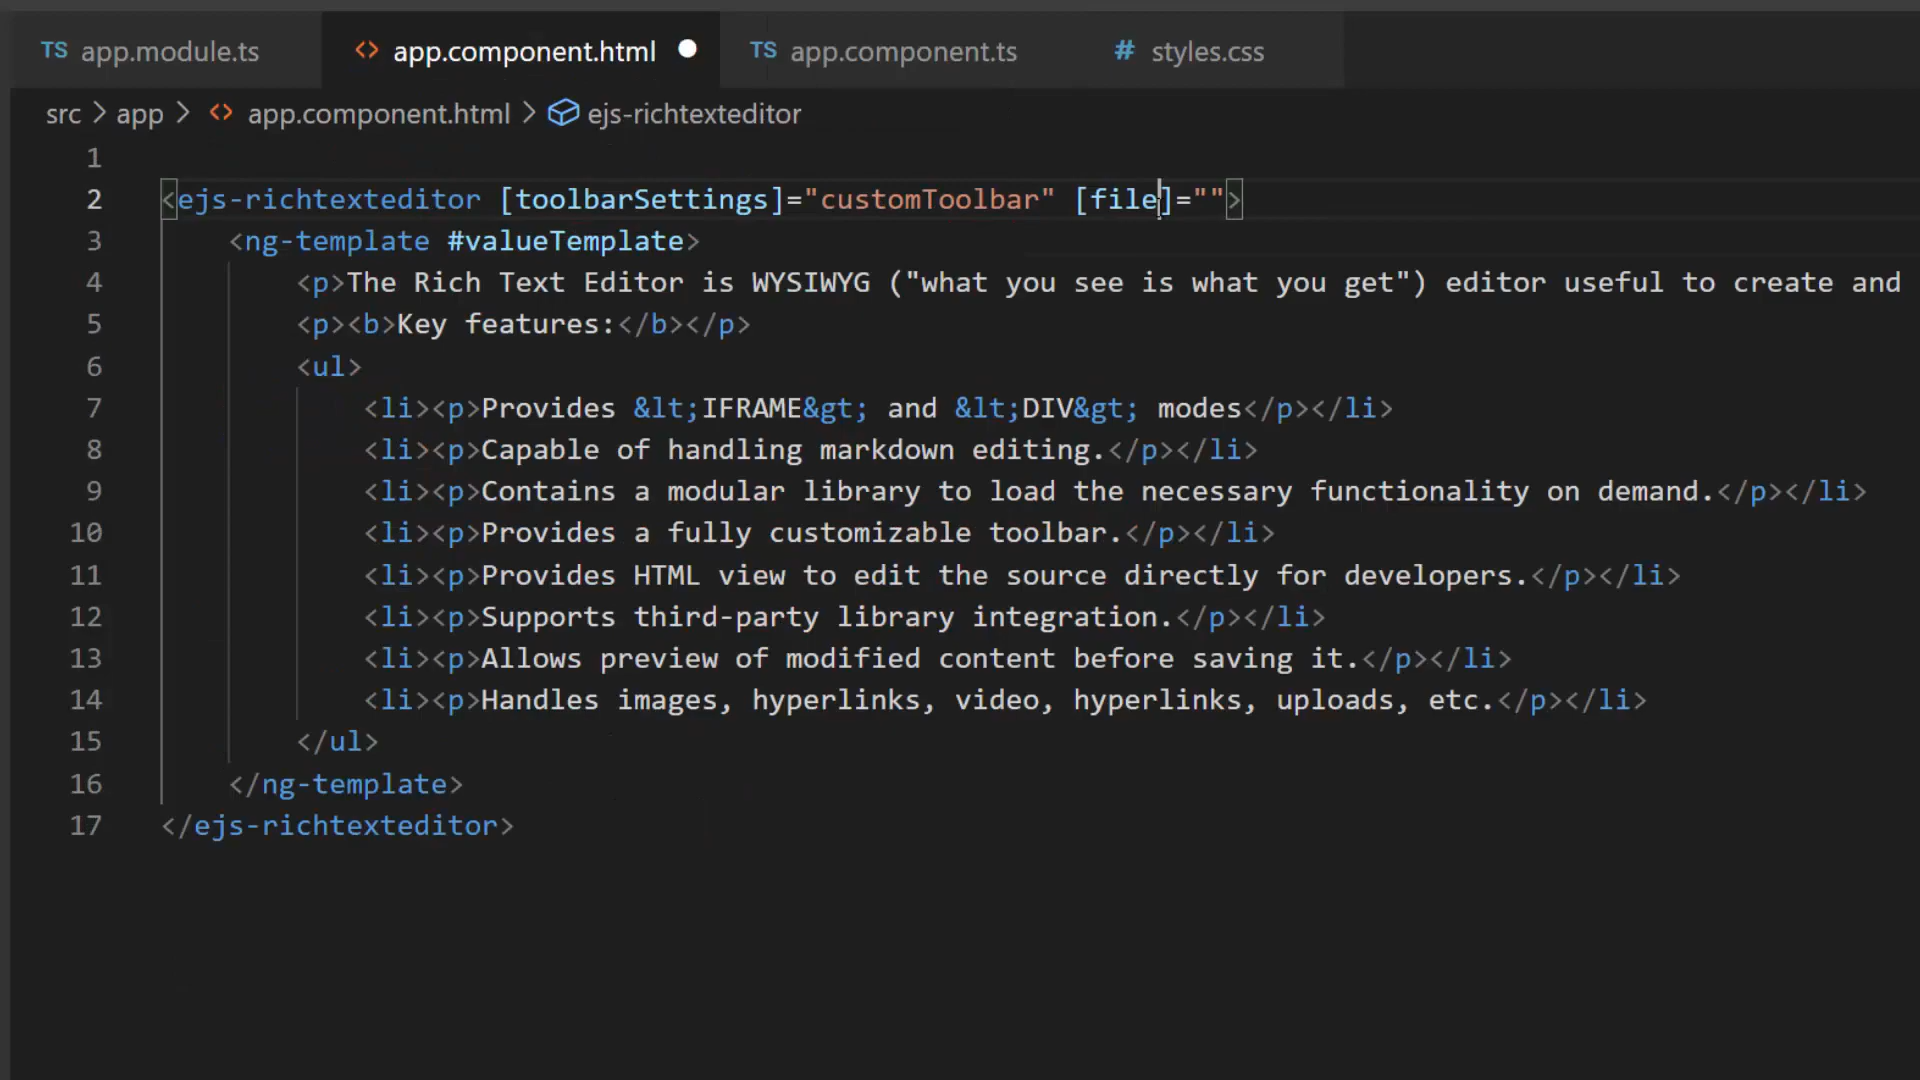 TS app.module.ts <> app.component.html TS app.component.ts # styles.css
src > app > <> app.component.html > ejs-richtexteditor
1
2 <ejs-richtexteditor [toolbarSettings]="customToolbar" [file]="">
3 <ng-template #valueTemplate>
4 <p>The Rich Text Editor is WYSIWYG ("what you see is what you get") editor useful to create and
5 <p><b>Key features:</b></p>
6 <ul>
7 <li><p>Provides &lt;IFRAME&gt; and &lt;DIV&gt; modes</p></li>
8 <li><p>Capable of handling markdown editing.</p></li>
9 <li><p>Contains a modular library to load the necessary functionality on demand.</p></li>
10 <li><p>Provides a fully customizable toolbar.</p></li>
11 <li><p>Provides HTML view to edit the source directly for developers.</p></li>
12 <li><p>Supports third-party library integration.</p></li>
13 <li><p>Allows preview of modified content before saving it.</p></li>
14 <li><p>Handles images, hyperlinks, video, hyperlinks, uploads, etc.</p></li>
15 </ul>
16 </ng-template>
17 </ejs-richtexteditor>